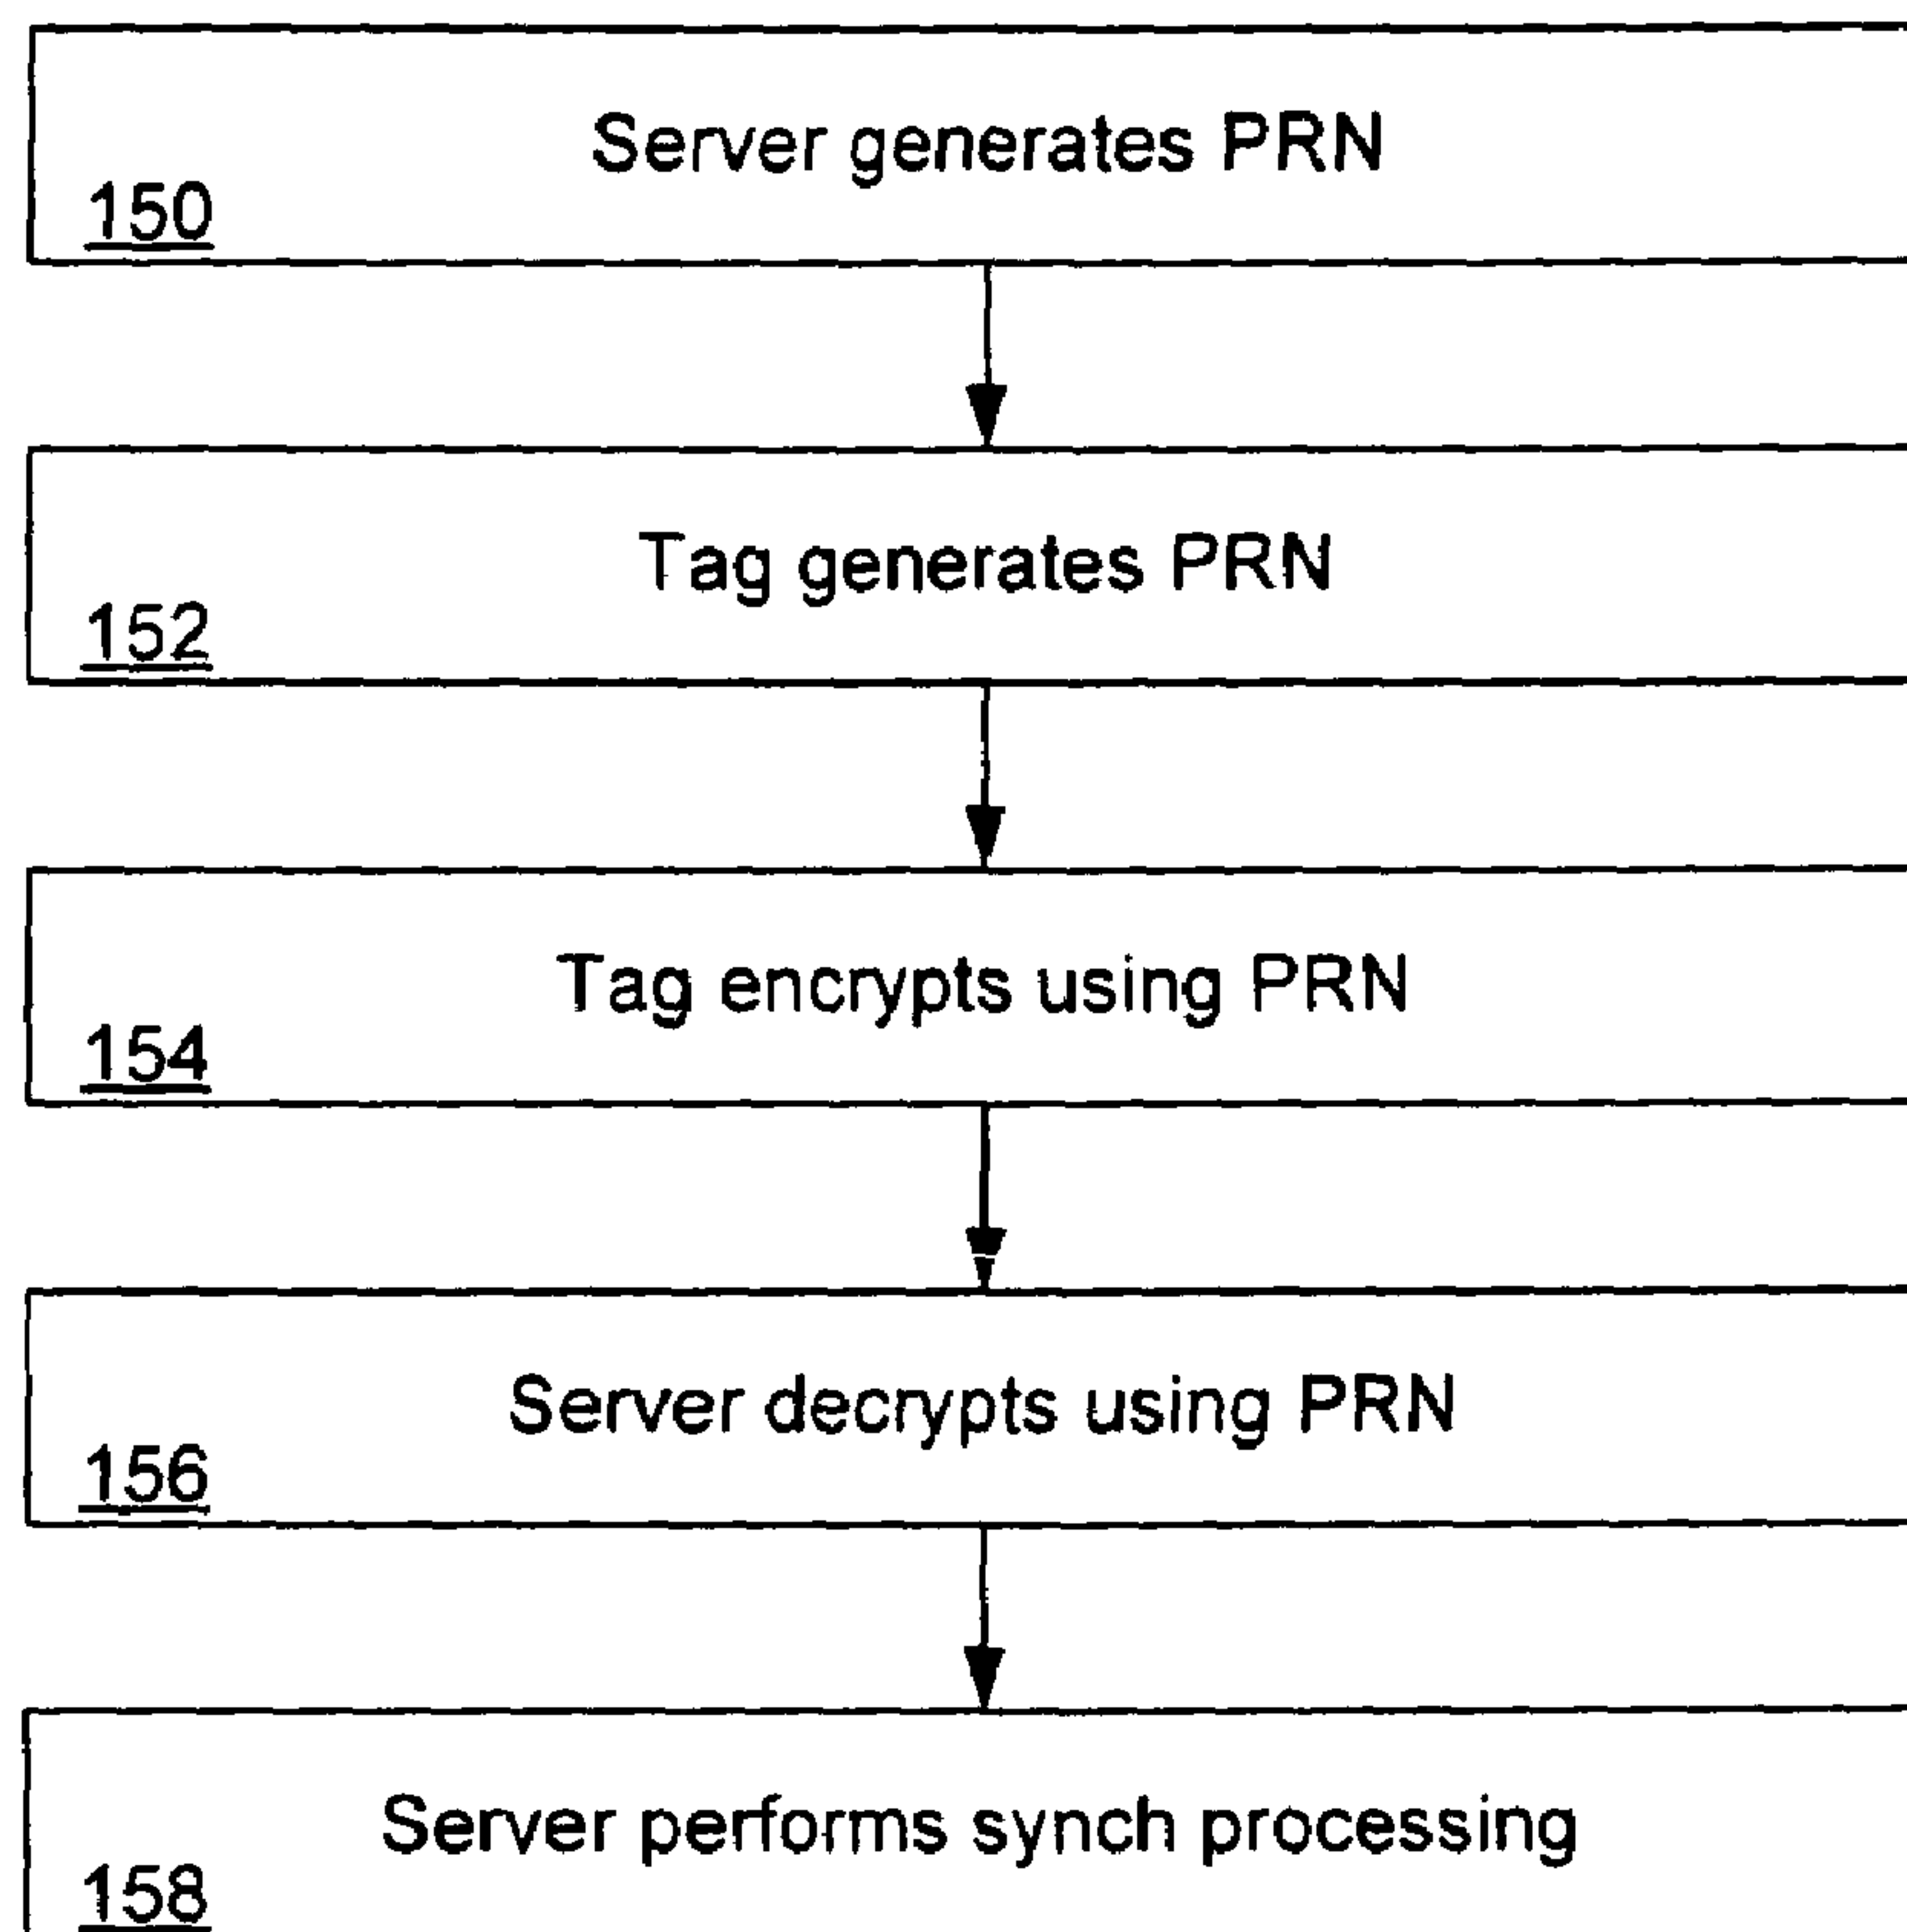 Server generates PRN
150
Tag generates PRN
152
Tag encrypts using PRN
154
Server decrypts using PRN
156
Server performs synch processing
158